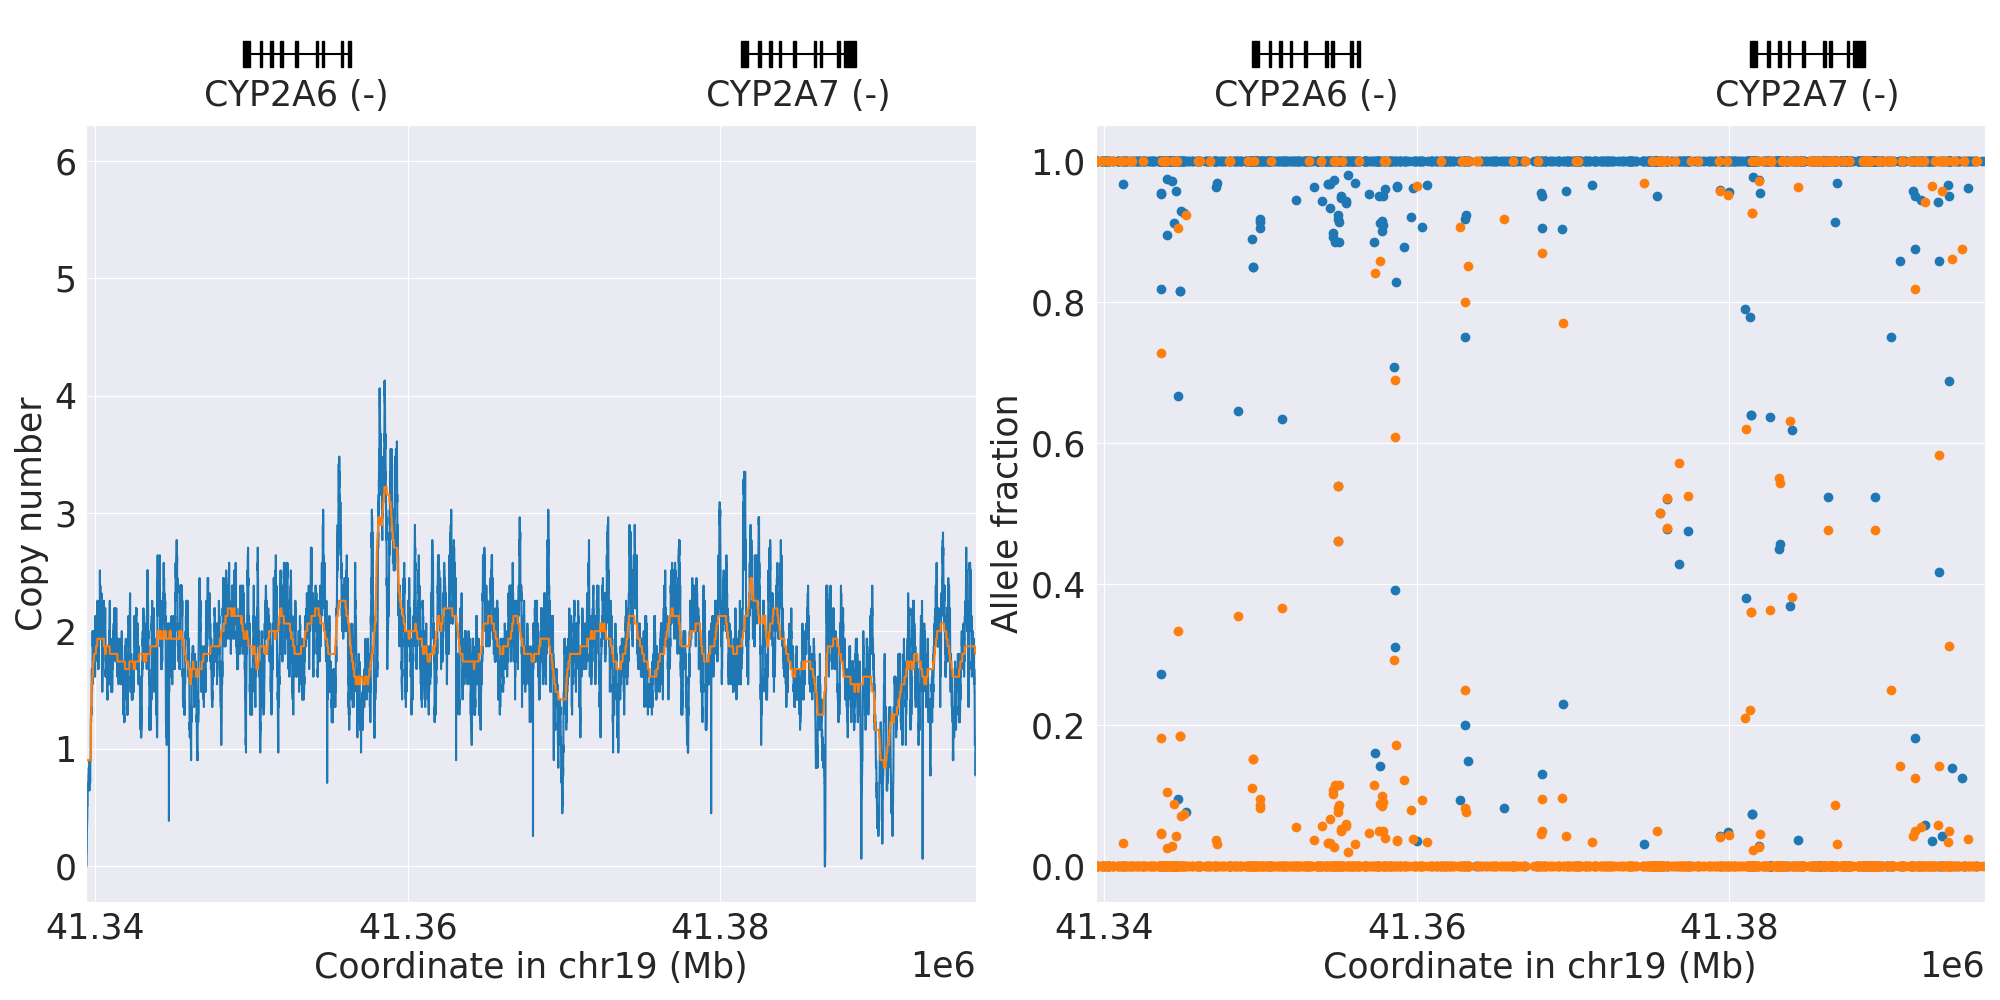 CYP2A6 (-)
CYP2A7 (-)
6
5
4
3
2
1
0
Copy number
41.34
41.36
41.38
Coordinate in chr19 (Mb)
1e6
CYP2A6 (-)
CYP2A7 (-)
1.0
0.8
0.6
0.4
0.2
0.0
Allele fraction
41.34
41.36
41.38
Coordinate in chr19 (Mb)
1e6